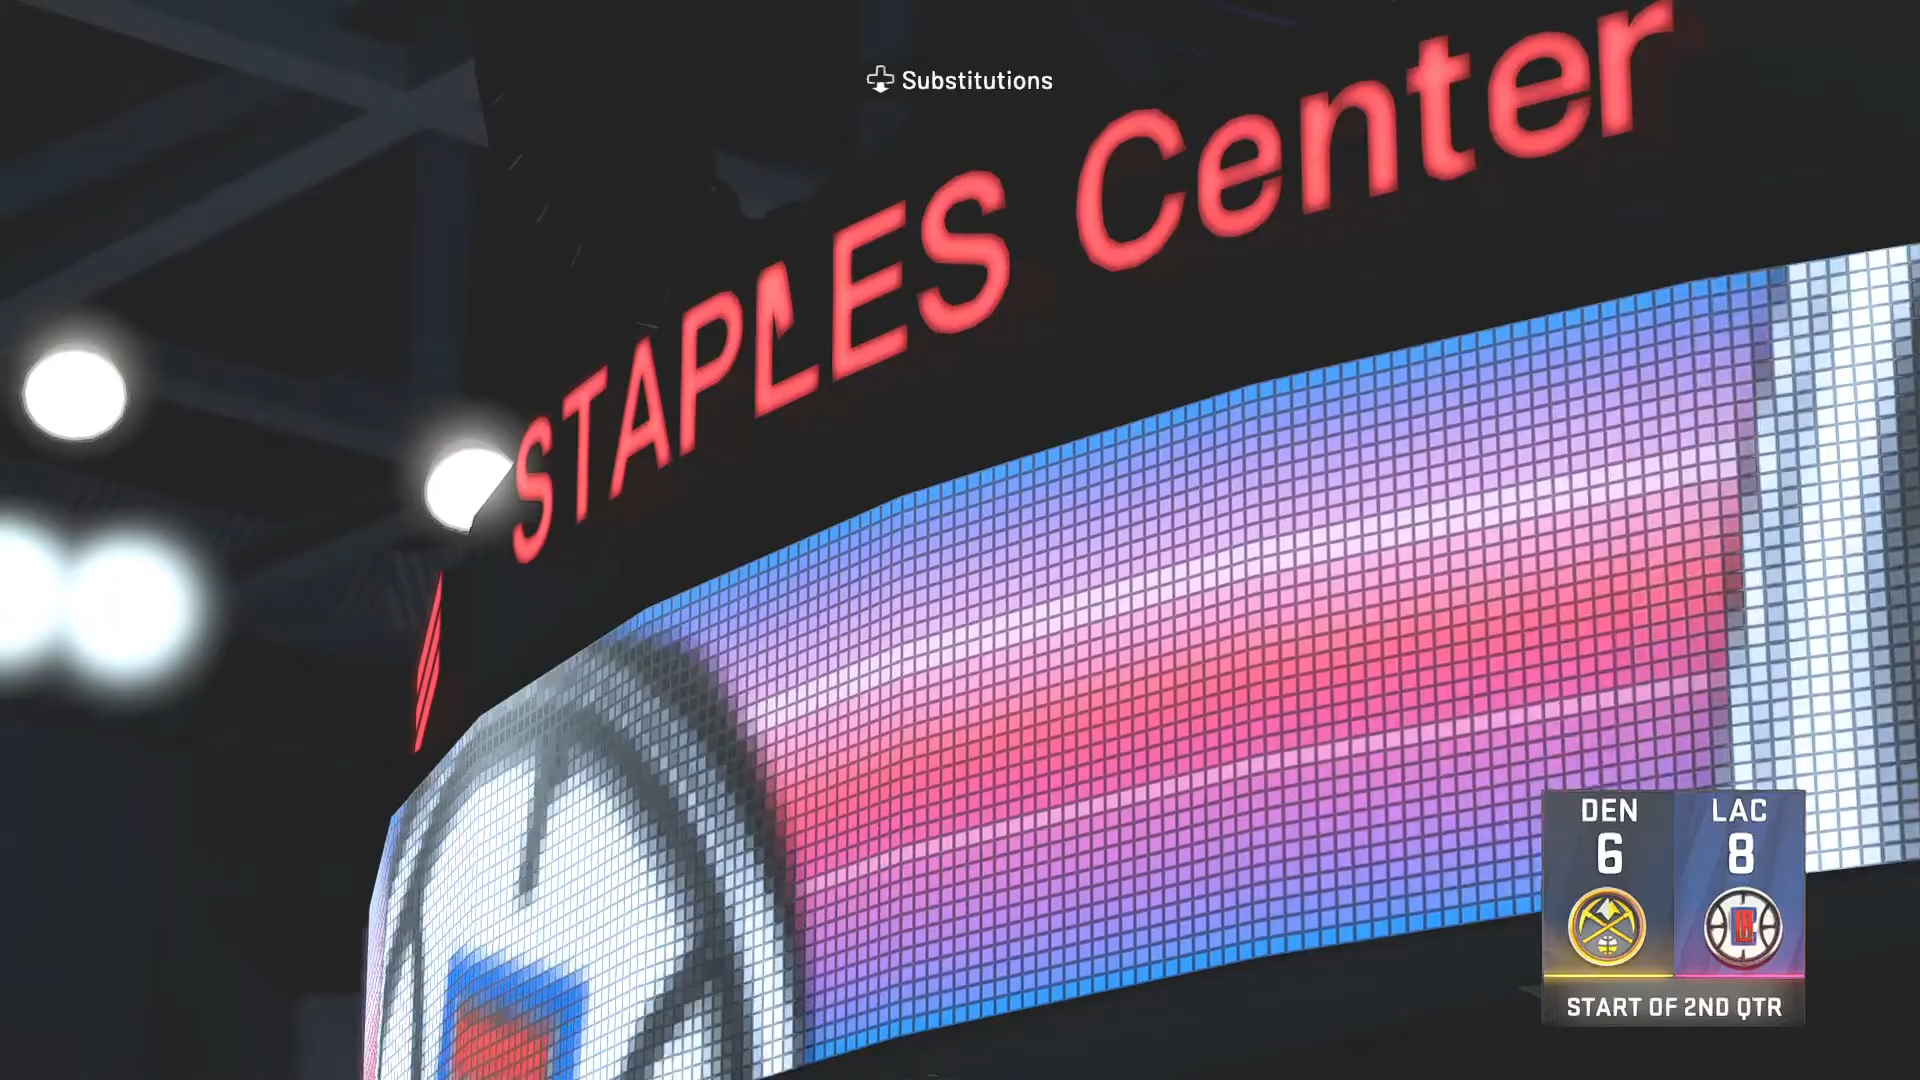 Substitutions
STAPLES Center
DEN LAC
6 8
START OF 2ND QTR